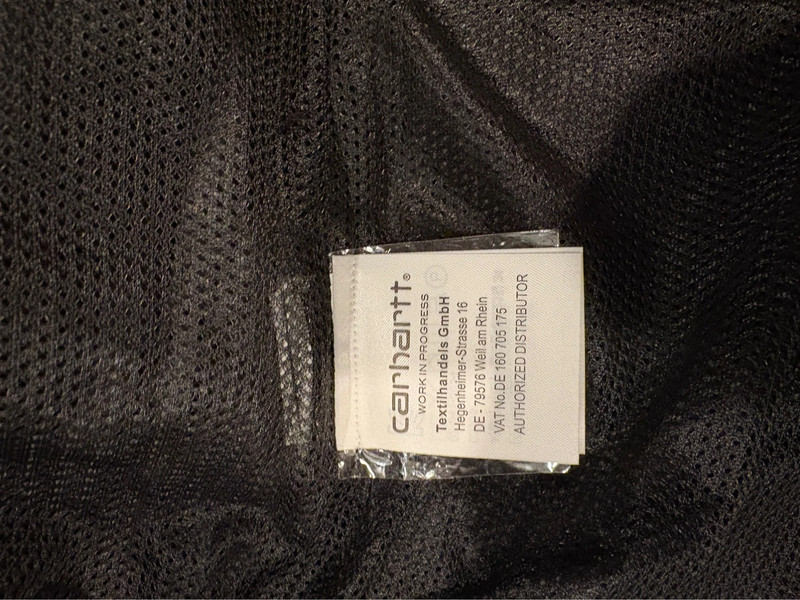 carhartt®
WORK IN PROGRESS
Textilhandels GmbH
Hegenheimer-Strasse 16
DE - 79576 Weil am Rhein
VAT No.DE 160 705 175
AUTHORIZED DISTRIBUTOR